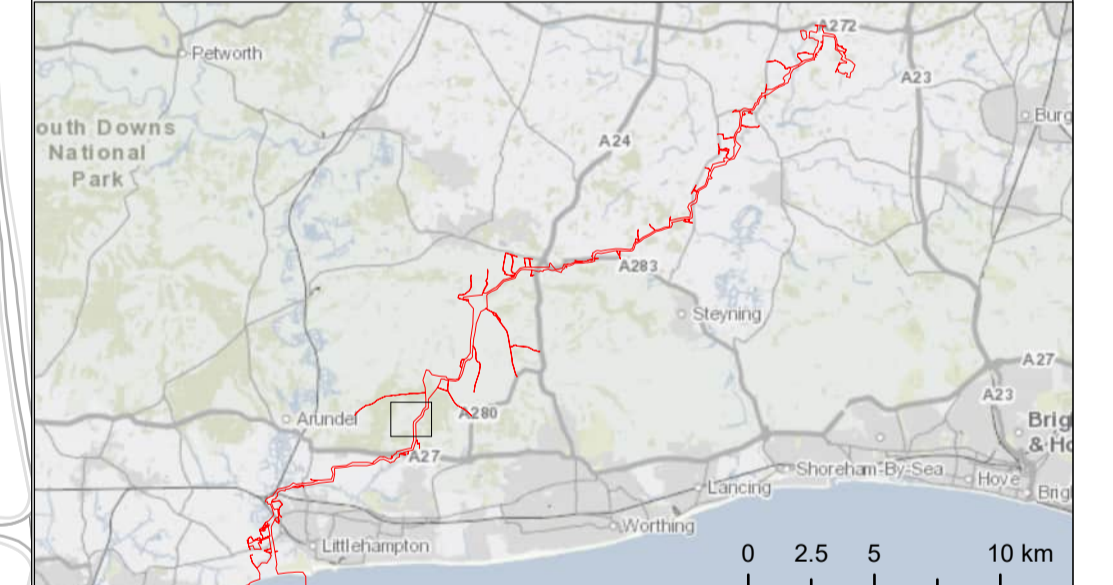 A272
Petworth
A23
Burg
outh Downs
National
Park
A24
A283
Steyning
A27
A23
Arundel
A280
Brig
& Ho
A27
Shoreham-By-Sea
Hove
Lancing
Brig
Worthing
Littlehampton
0 2.5 5 10 km